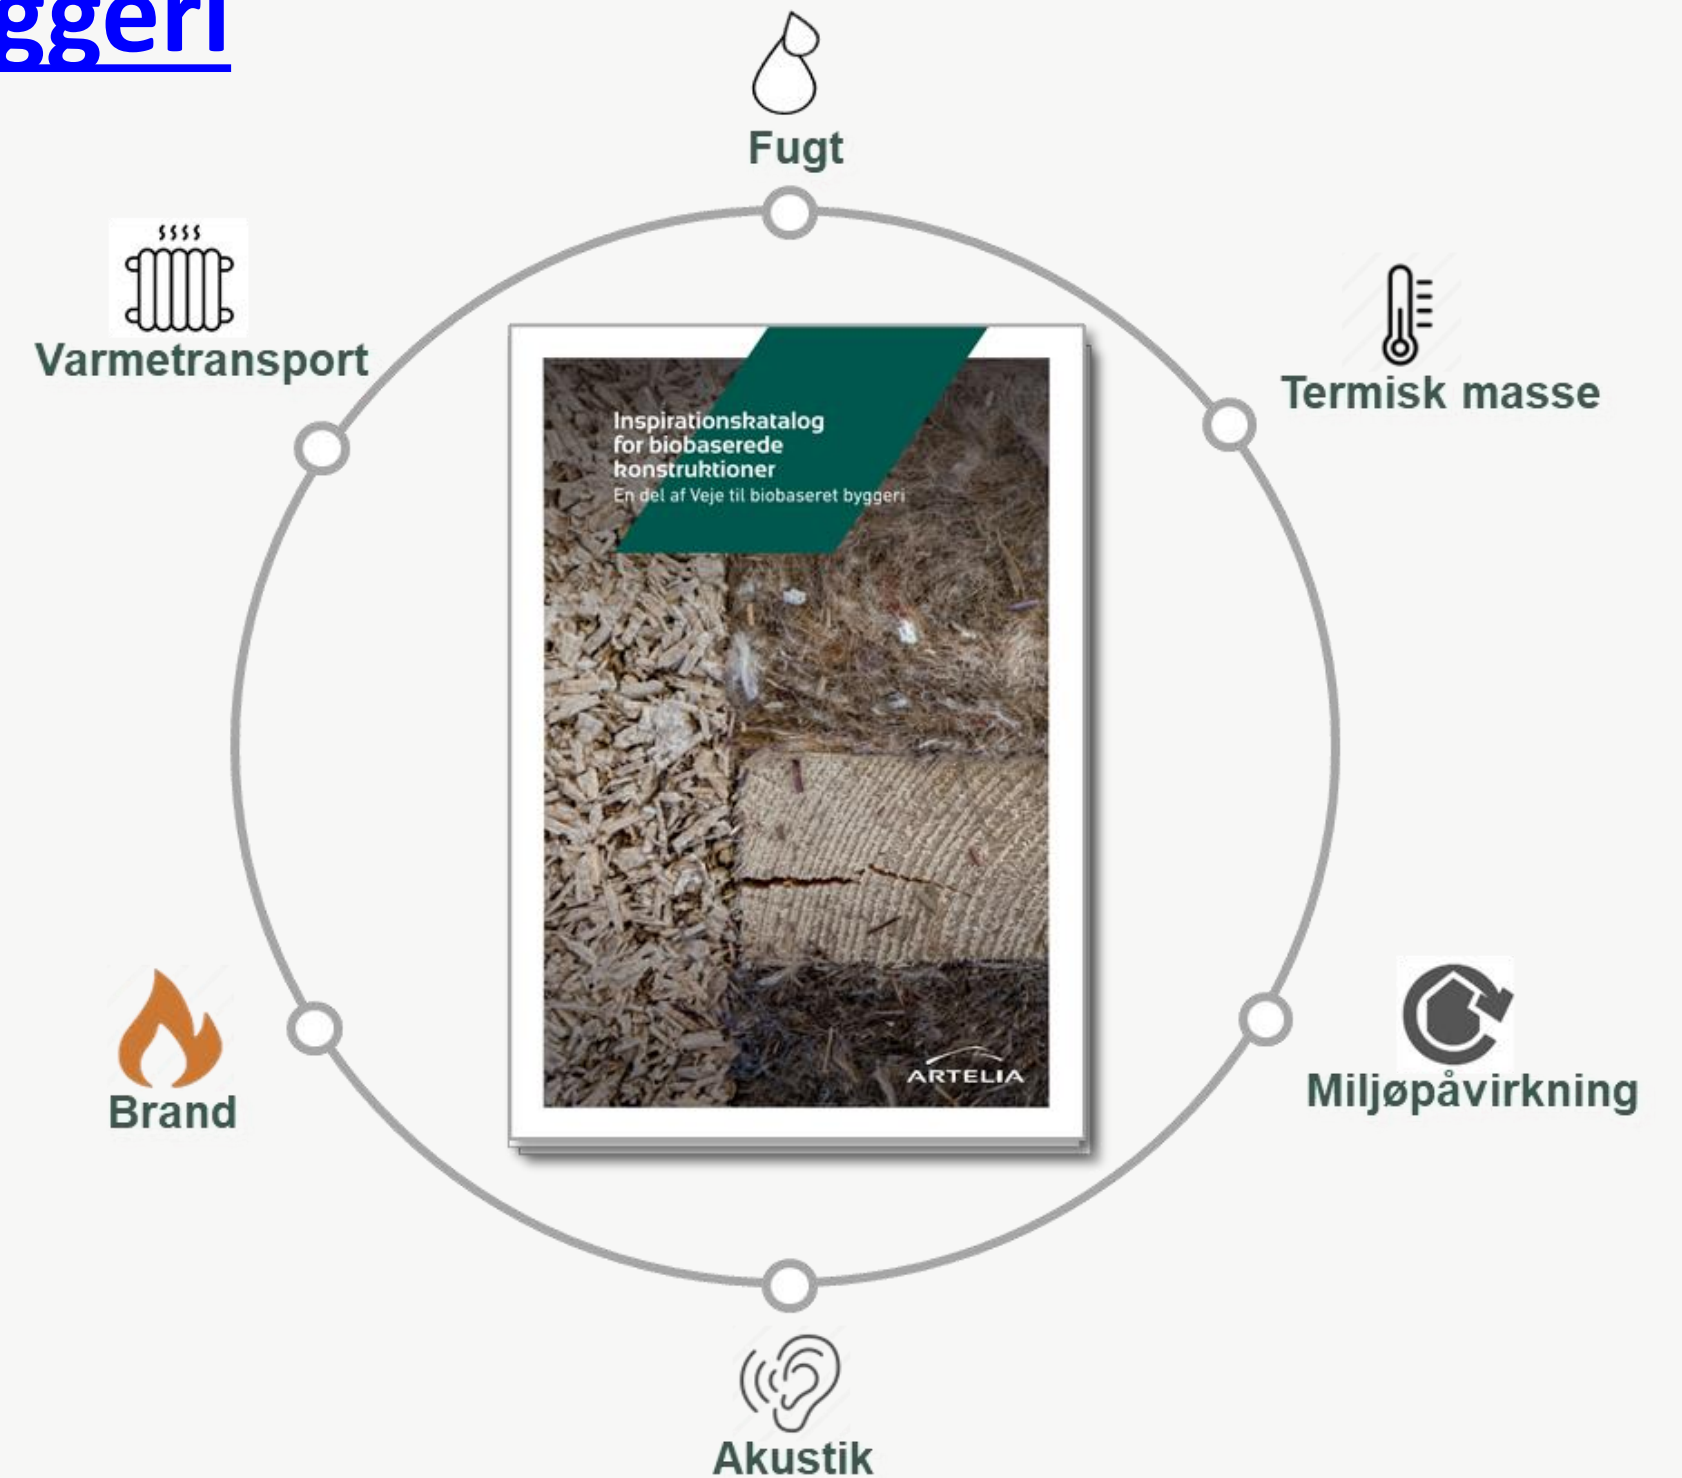 ggeri
Fugt
Varmetransport
Termisk masse
Inspirationskatalog
for biobaserede
konstruktioner
En del af Veje til biobaseret byggeri
ARTELIA
Brand
Miljøpåvirkning
Akustik